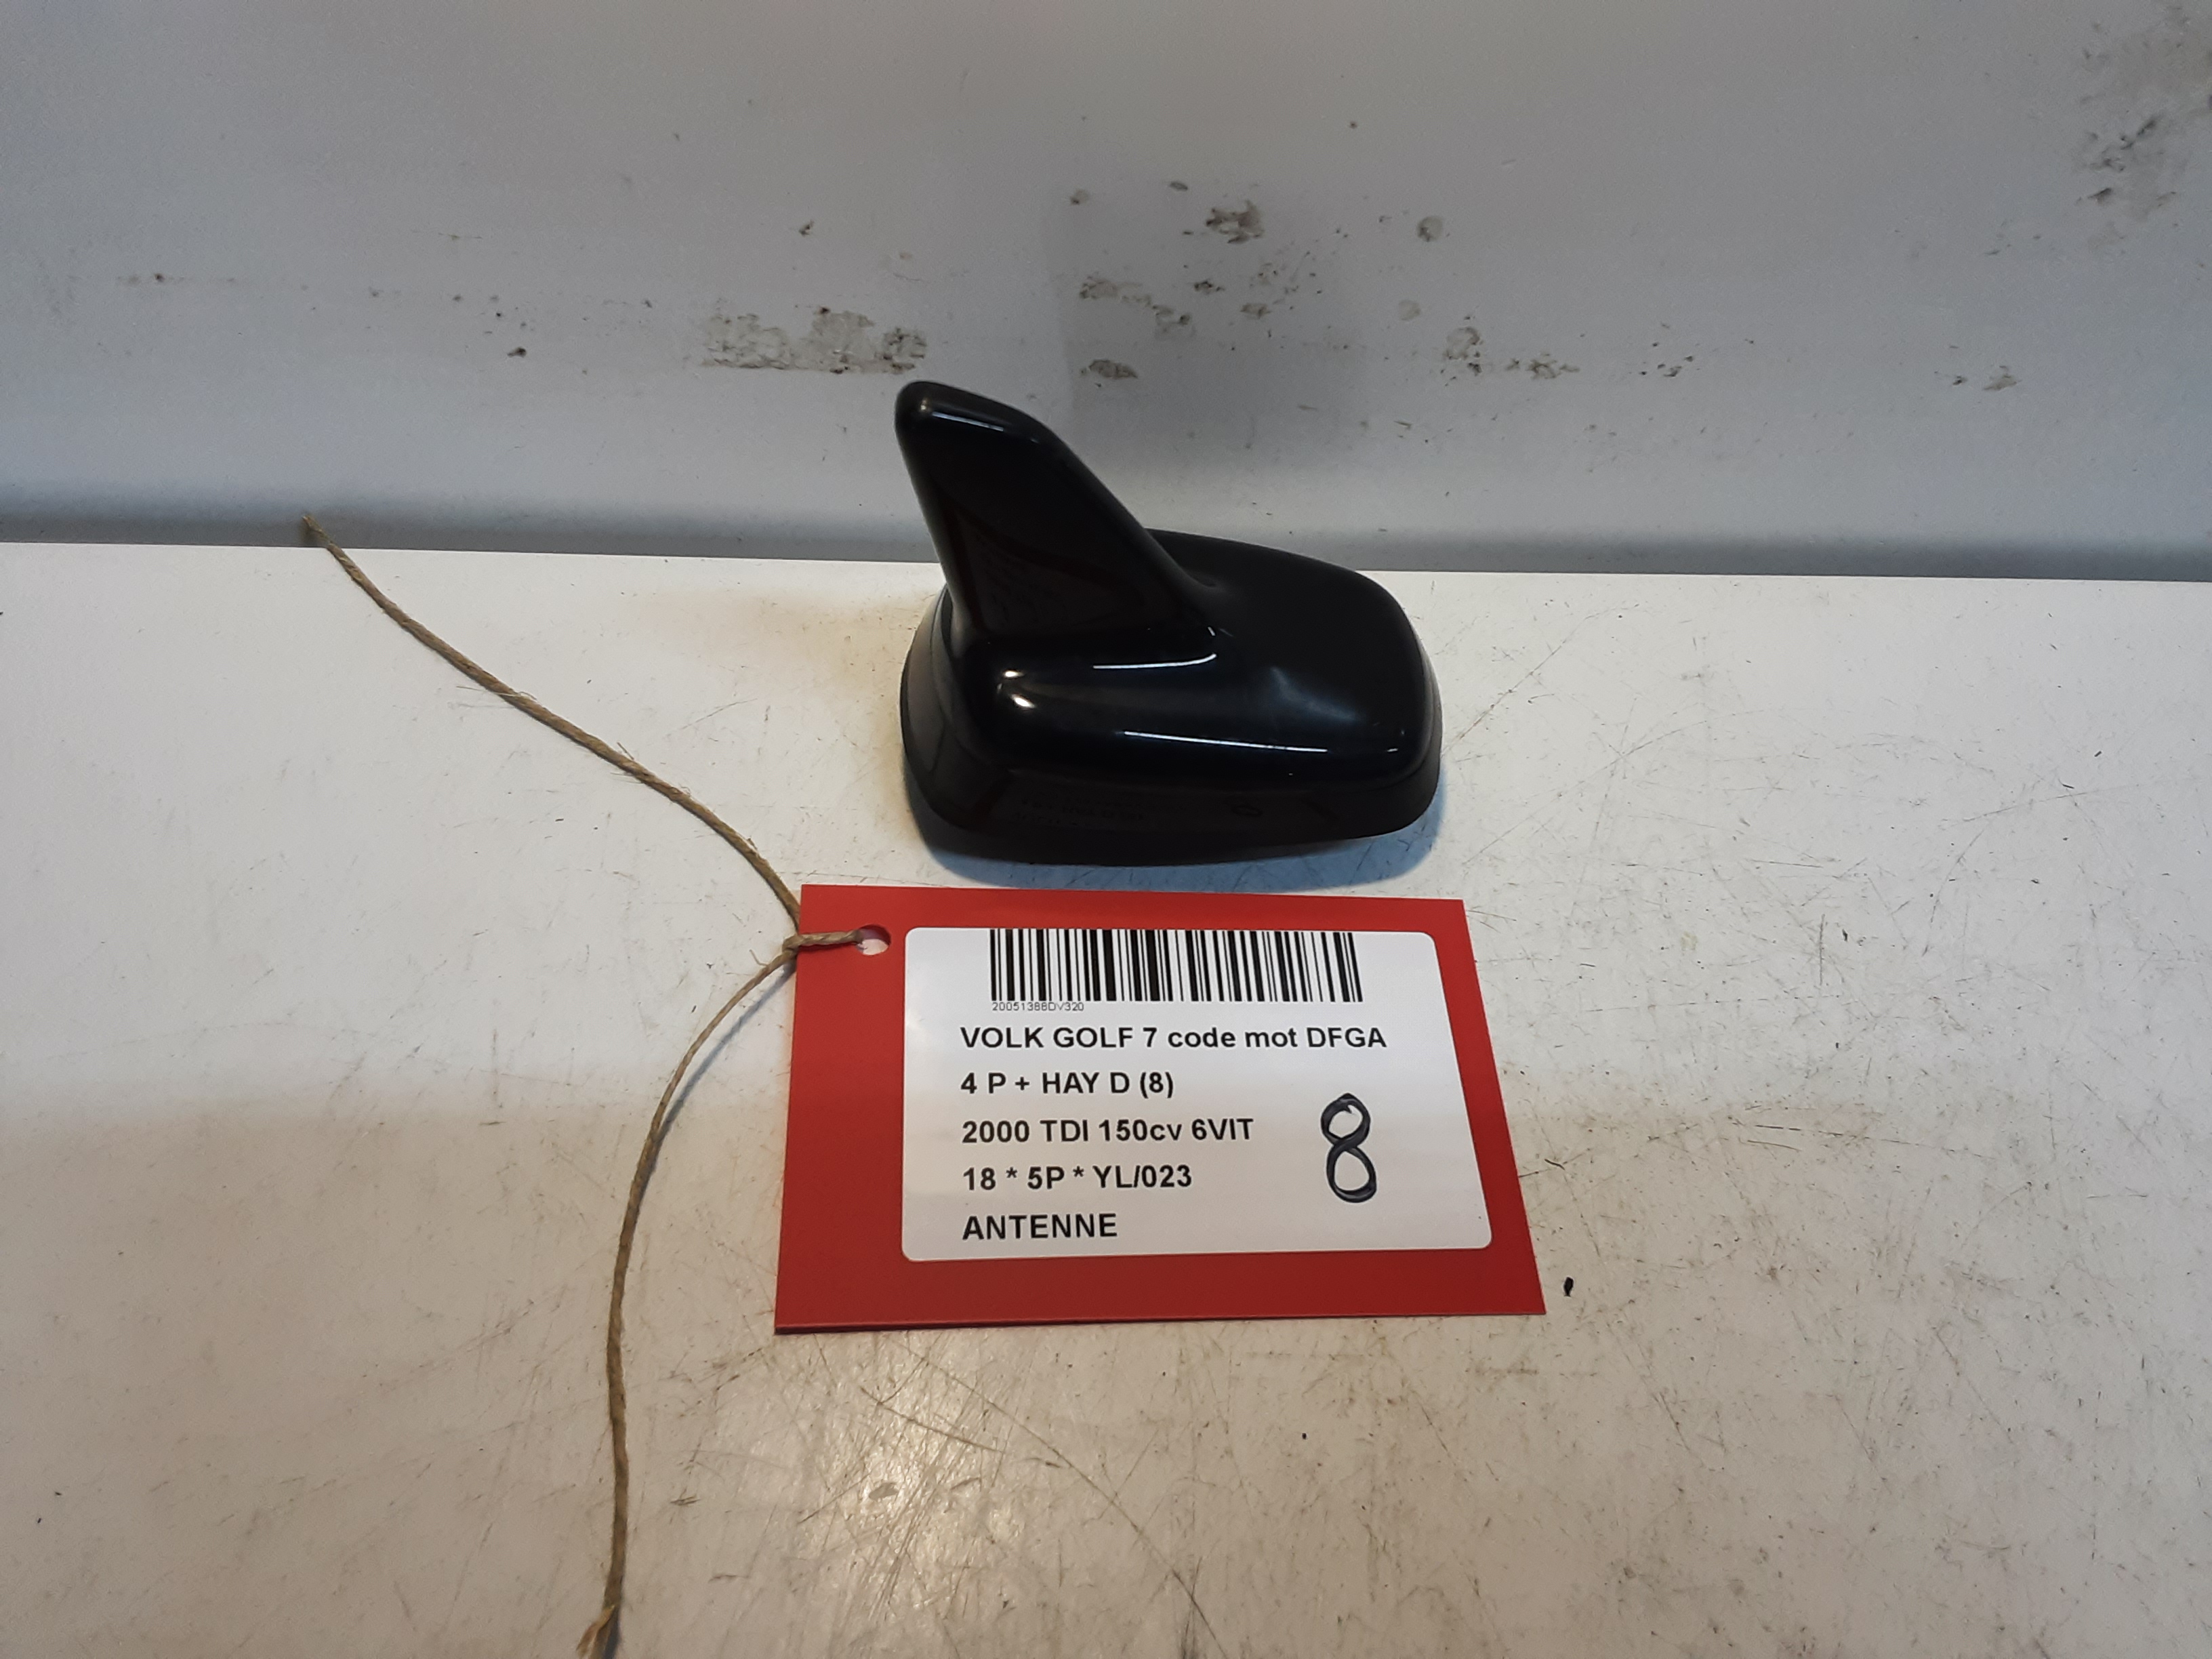 20051388DV320
VOLK GOLF 7 code mot DFGA
4 P + HAY D (8)
2000 TDI 150cv 6VIT
8
18 * 5P * YL/023
ANTENNE